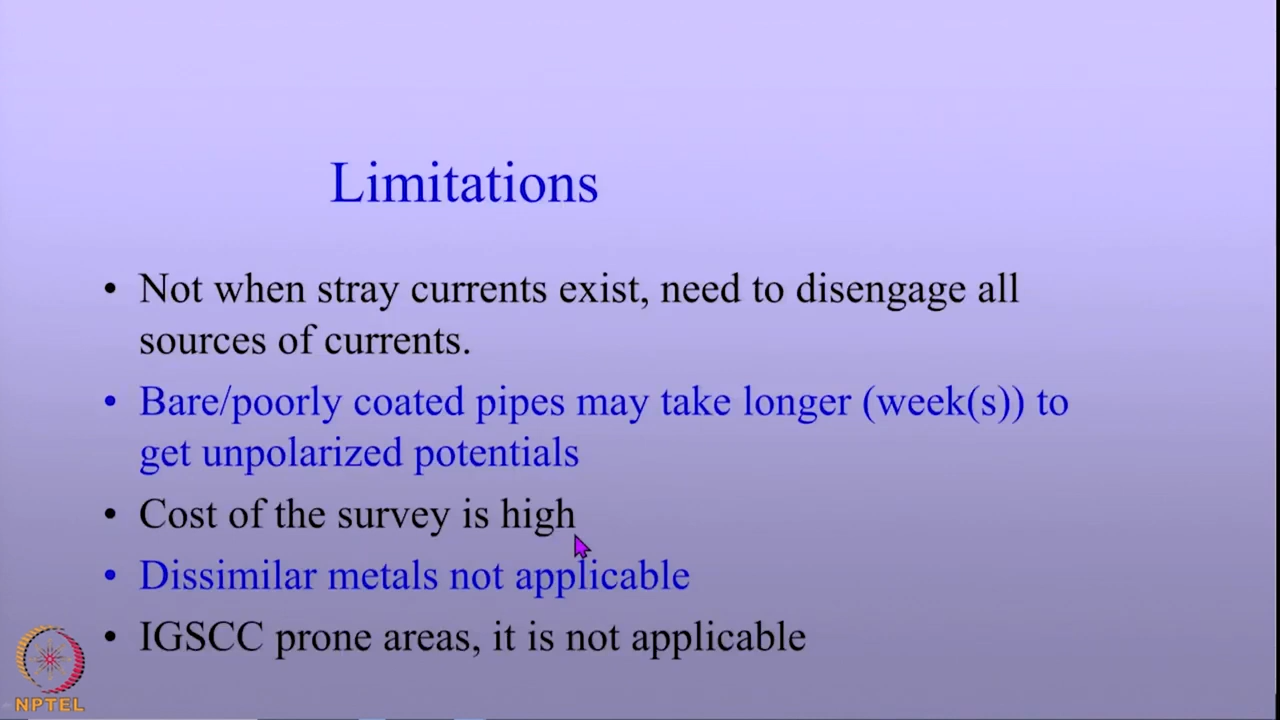 Limitations
• Not when stray currents exist, need to disengage all
sources of currents.
• Bare/poorly coated pipes may take longer (week(s)) to
get unpolarized potentials
• Cost of the survey is high
• Dissimilar metals not applicable
• IGSCC prone areas, it is not applicable
NPTEL